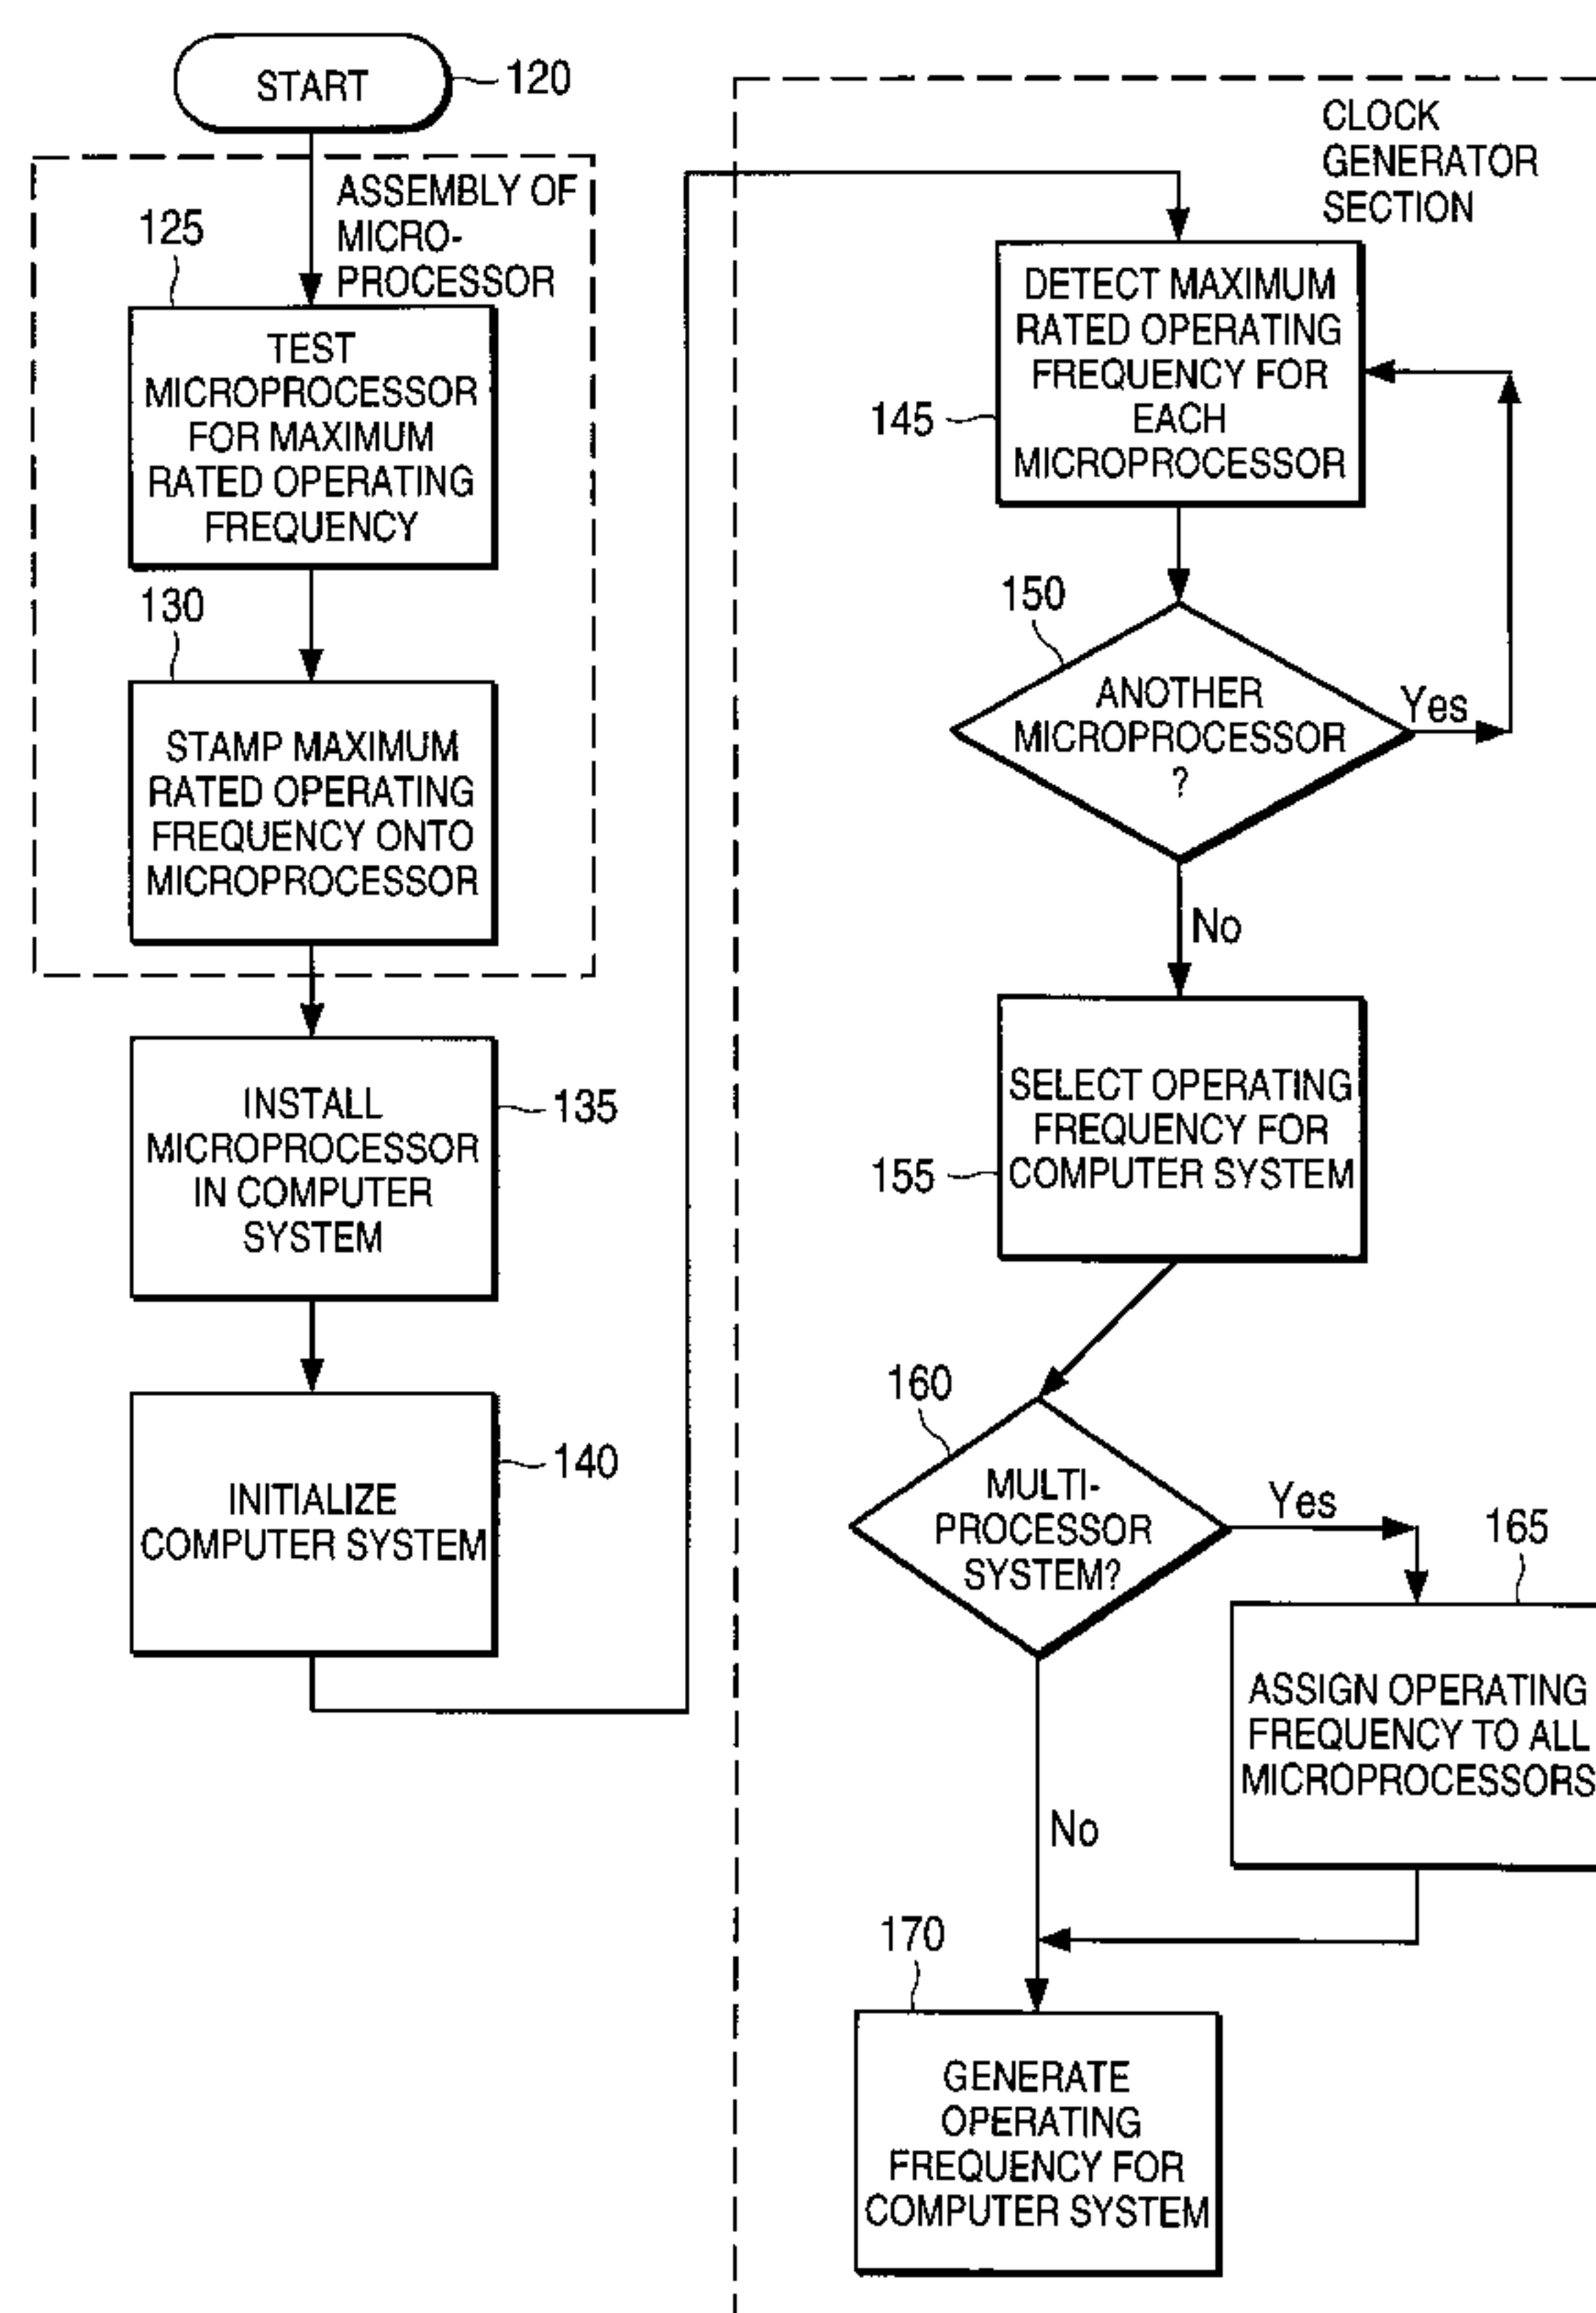 START
120
ASSEMBLY OF
MICRO-
PROCESSOR
125
TEST
MICROPROCESSOR
FOR MAXIMUM
RATED OPERATING
FREQUENCY
130
STAMP MAXIMUM
RATED OPERATING
FREQUENCY ONTO
MICROPROCESSOR
INSTALL
MICROPROCESSOR
IN COMPUTER
SYSTEM
135
INITIALIZE
COMPUTER SYSTEM
140
CLOCK
GENERATOR
SECTION
DETECT MAXIMUM
RATED OPERATING
FREQUENCY FOR
EACH
MICROPROCESSOR
145
150
ANOTHER
MICROPROCESSOR
?
Yes
No
SELECT OPERATING
FREQUENCY FOR
COMPUTER SYSTEM
155
160
MULTI-
PROCESSOR
SYSTEM?
Yes
165
ASSIGN OPERATING
FREQUENCY TO ALL
MICROPROCESSORS
No
170
GENERATE
OPERATING
FREQUENCY FOR
COMPUTER SYSTEM